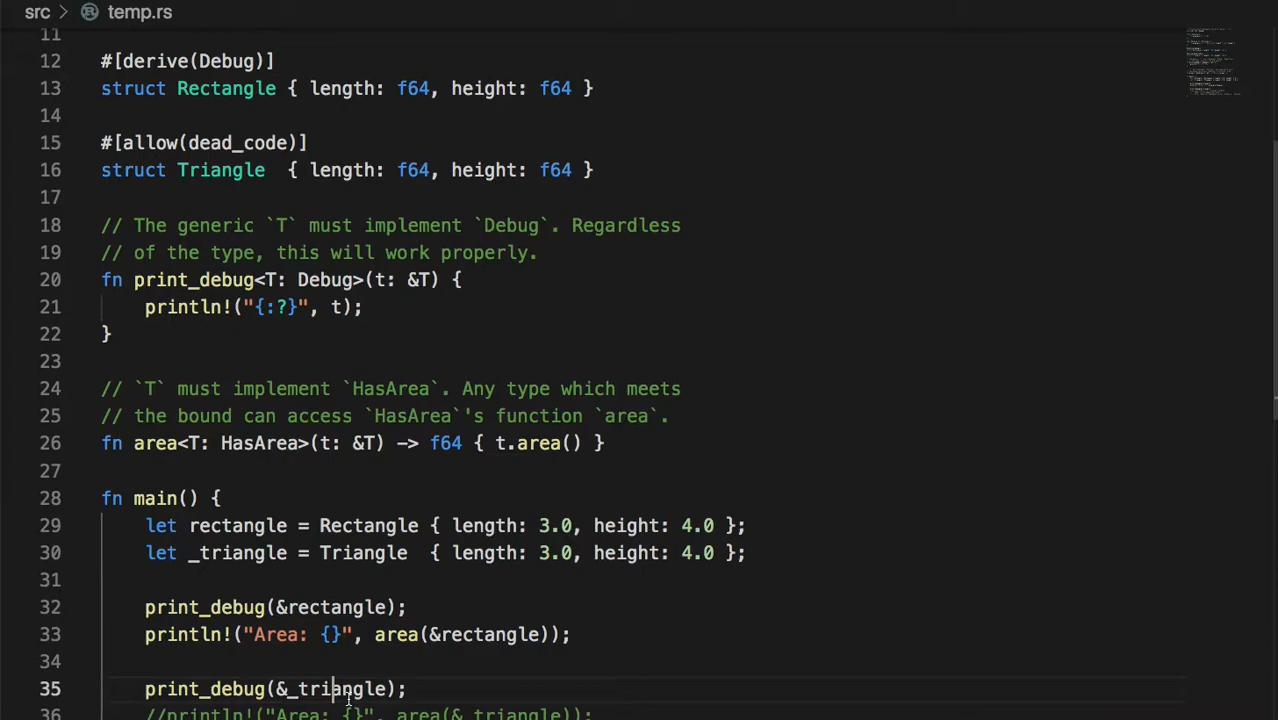 src > temp.rs
11
12 #[derive(Debug)]
13 struct Rectangle { length: f64, height: f64 }
14
15 #[allow(dead_code)]
16 struct Triangle  { length: f64, height: f64 }
17
18 // The generic `T` must implement `Debug`. Regardless
19 // of the type, this will work properly.
20 fn print_debug<T: Debug>(t: &T) {
21     println!("{:?}", t);
22 }
23
24 // `T` must implement `HasArea`. Any type which meets
25 // the bound can access `HasArea`'s function `area`.
26 fn area<T: HasArea>(t: &T) -> f64 { t.area() }
27
28 fn main() {
29     let rectangle = Rectangle { length: 3.0, height: 4.0 };
30     let _triangle = Triangle  { length: 3.0, height: 4.0 };
31
32     print_debug(&rectangle);
33     println!("Area: {}", area(&rectangle));
34
35     print_debug(&_triangle);
36     //println!("Area: {}", area(&_triangle));